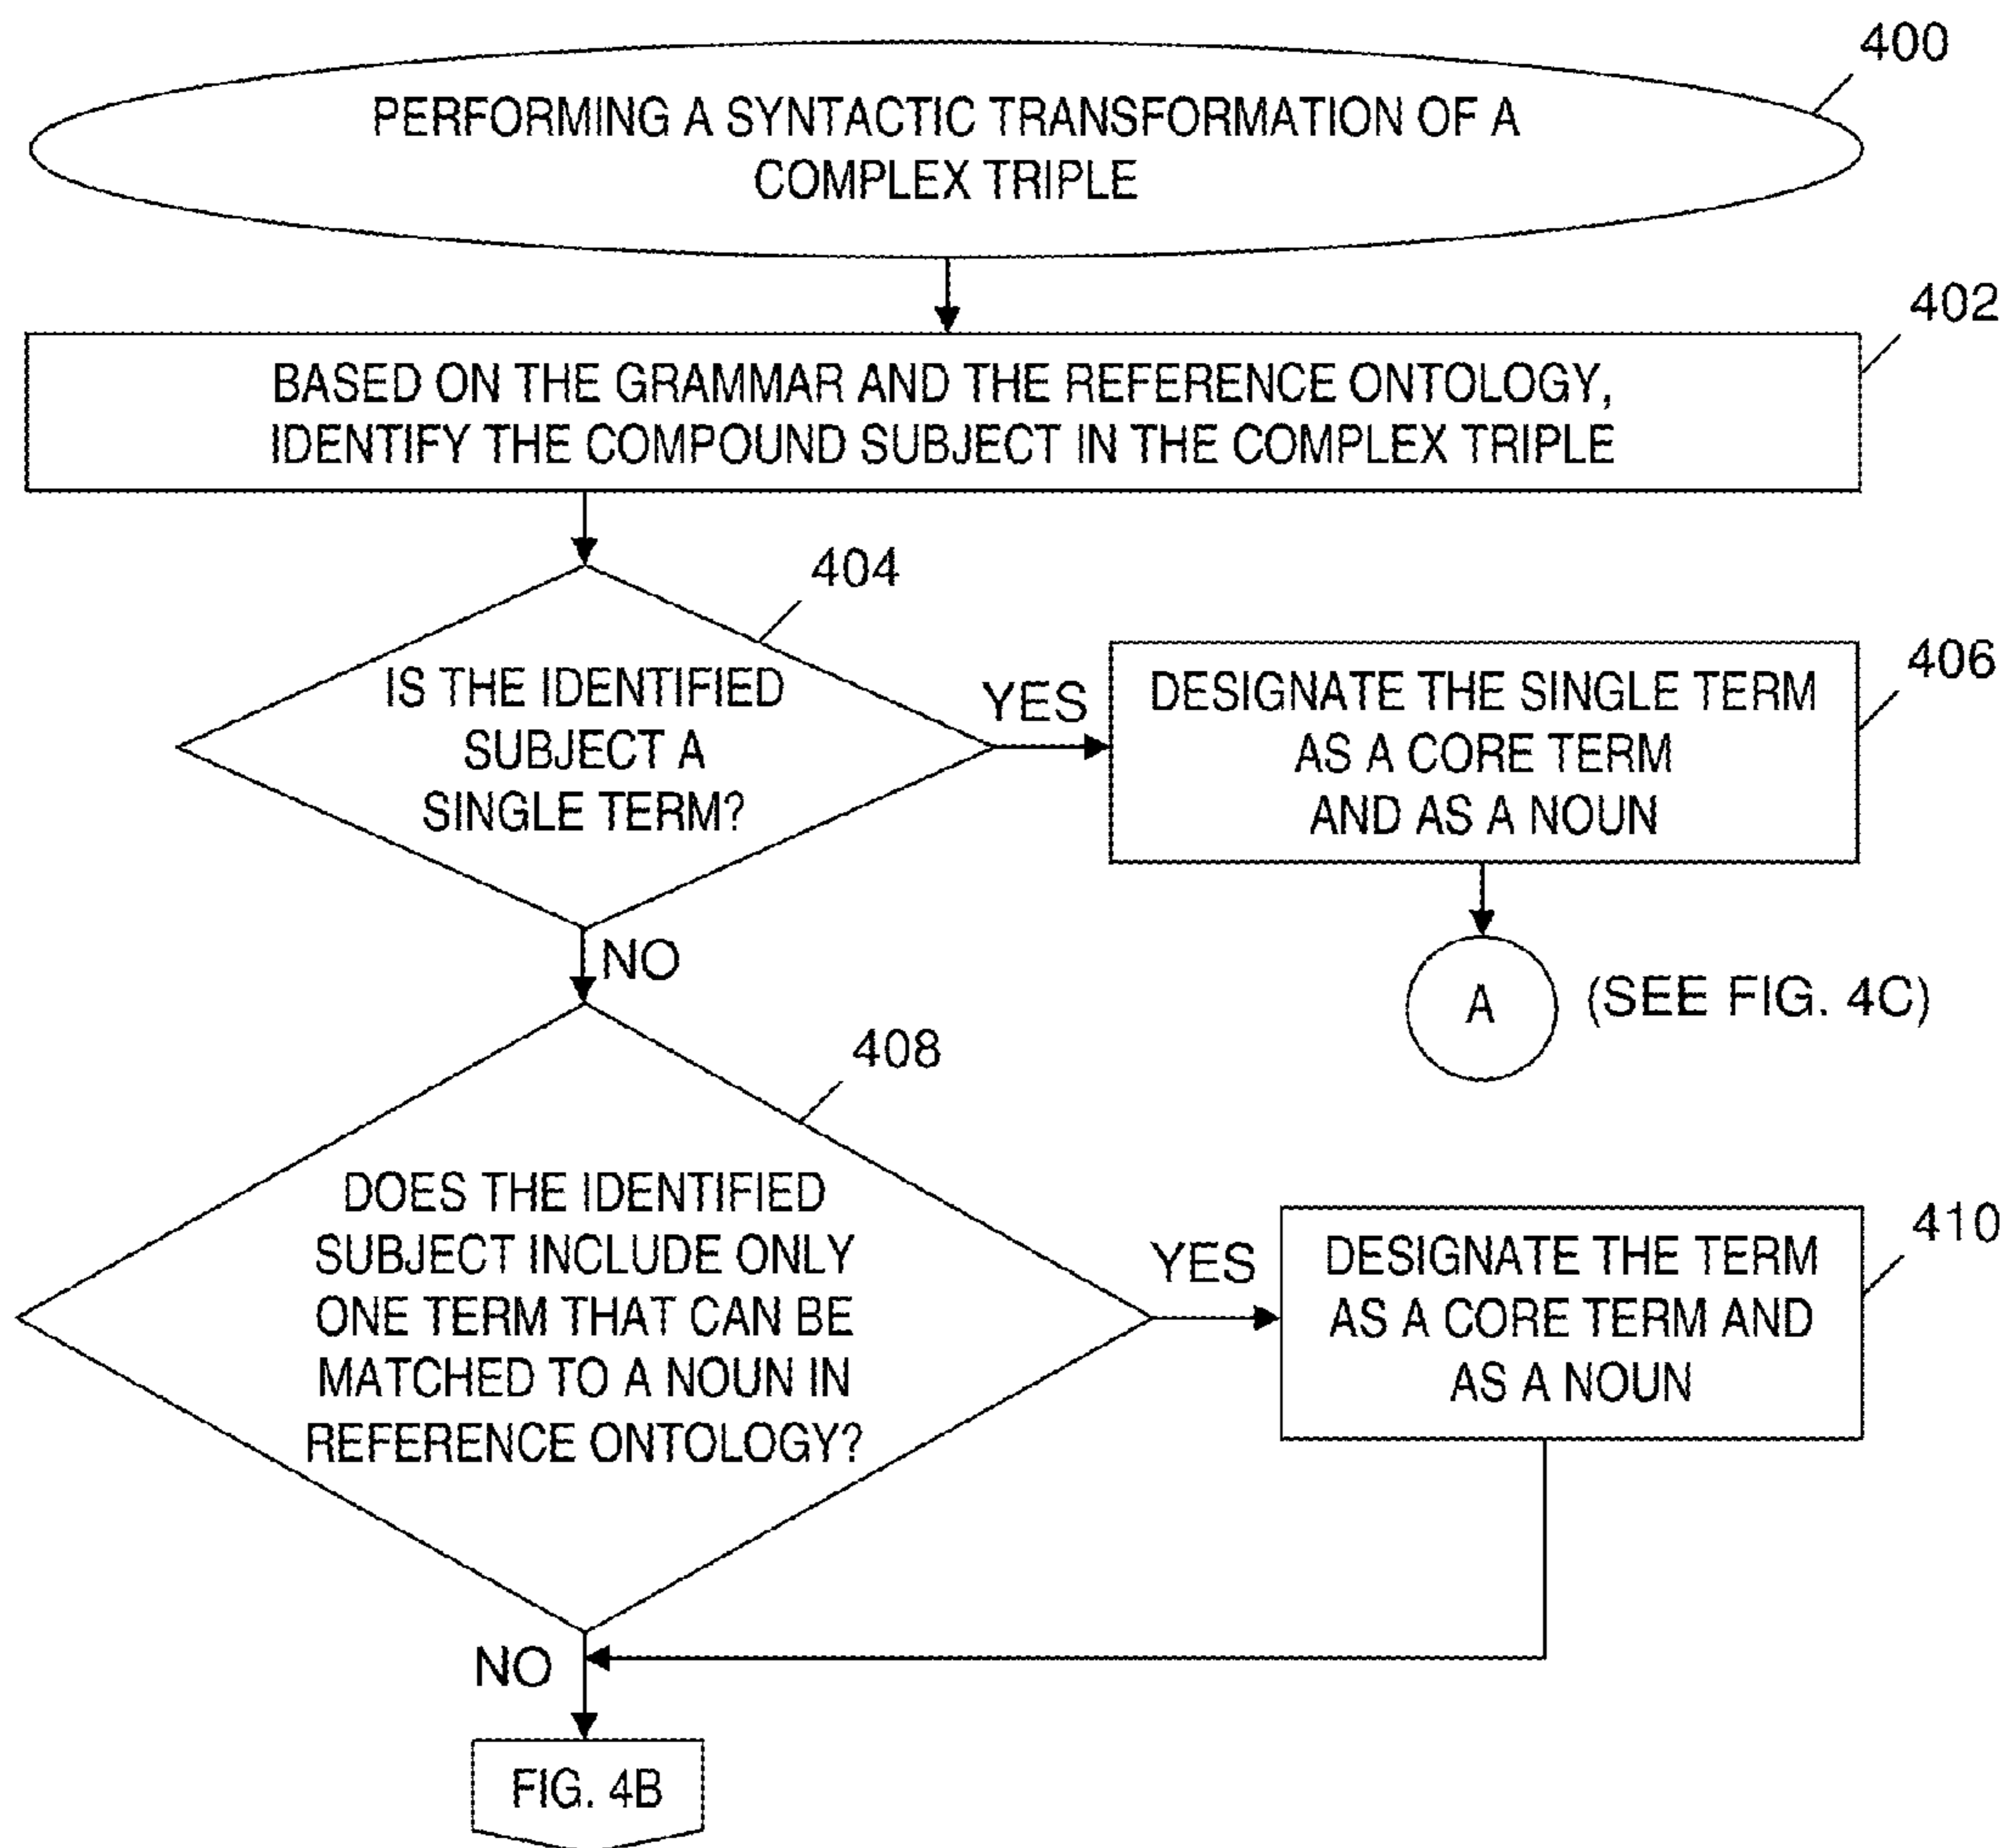 400
PERFORMING A SYNTACTIC TRANSFORMATION OF A
COMPLEX TRIPLE
402
BASED ON THE GRAMMAR AND THE REFERENCE ONTOLOGY,
IDENTIFY THE COMPOUND SUBJECT IN THE COMPLEX TRIPLE
404
IS THE IDENTIFIED
SUBJECT A
SINGLE TERM?
YES
406
DESIGNATE THE SINGLE TERM
AS A CORE TERM
AND AS A NOUN
NO
A
(SEE FIG. 4C)
408
DOES THE IDENTIFIED
SUBJECT INCLUDE ONLY
ONE TERM THAT CAN BE
MATCHED TO A NOUN IN
REFERENCE ONTOLOGY?
YES
410
DESIGNATE THE TERM
AS A CORE TERM AND
AS A NOUN
NO
FIG. 4B